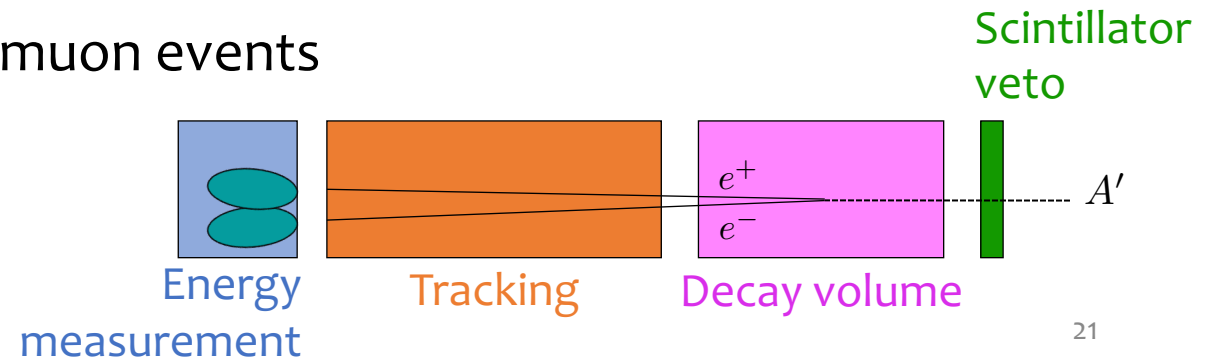 muon events
Scintillator
veto
e⁺
e⁻
A′
Energy
measurement
Tracking
Decay volume
21